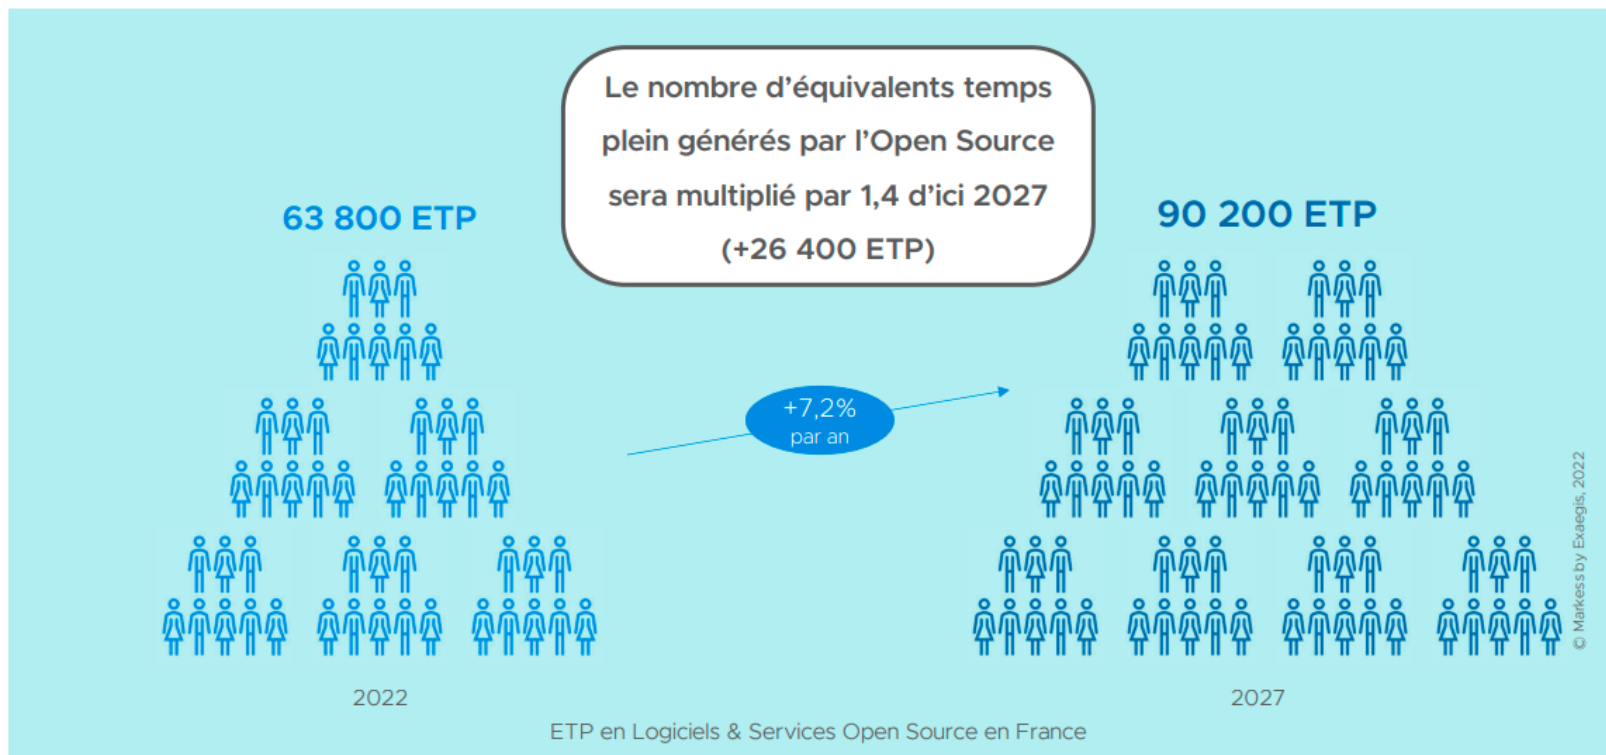 Le nombre d'équivalents temps
plein générés par l'Open Source
sera multiplié par 1,4 d'ici 2027
(+26 400 ETP)
63 800 ETP
90 200 ETP
+7,2%
par an
© Markess by Exaegis, 2022
2022
2027
ETP en Logiciels & Services Open Source en France